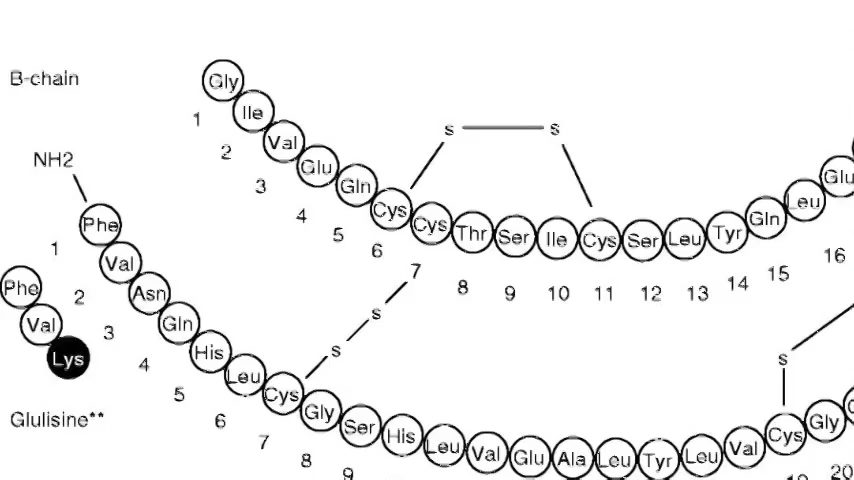 B-chain
Gly Ile Val Glu Gln Cys Cys Thr Ser Ile Cys Ser Leu Tyr Gln Leu Glu
1 2 3 4 5 6 7 8 9 10 11 12 13 14 15 16
s s
NH2
Phe Val Asn Gln His Leu Cys Gly Ser His Leu Val Glu Ala Leu Tyr Leu Val Cys Gly
1 2 3 4 5 6 7 8 9 20
s s
s
Phe Val Lys
Glulisine**